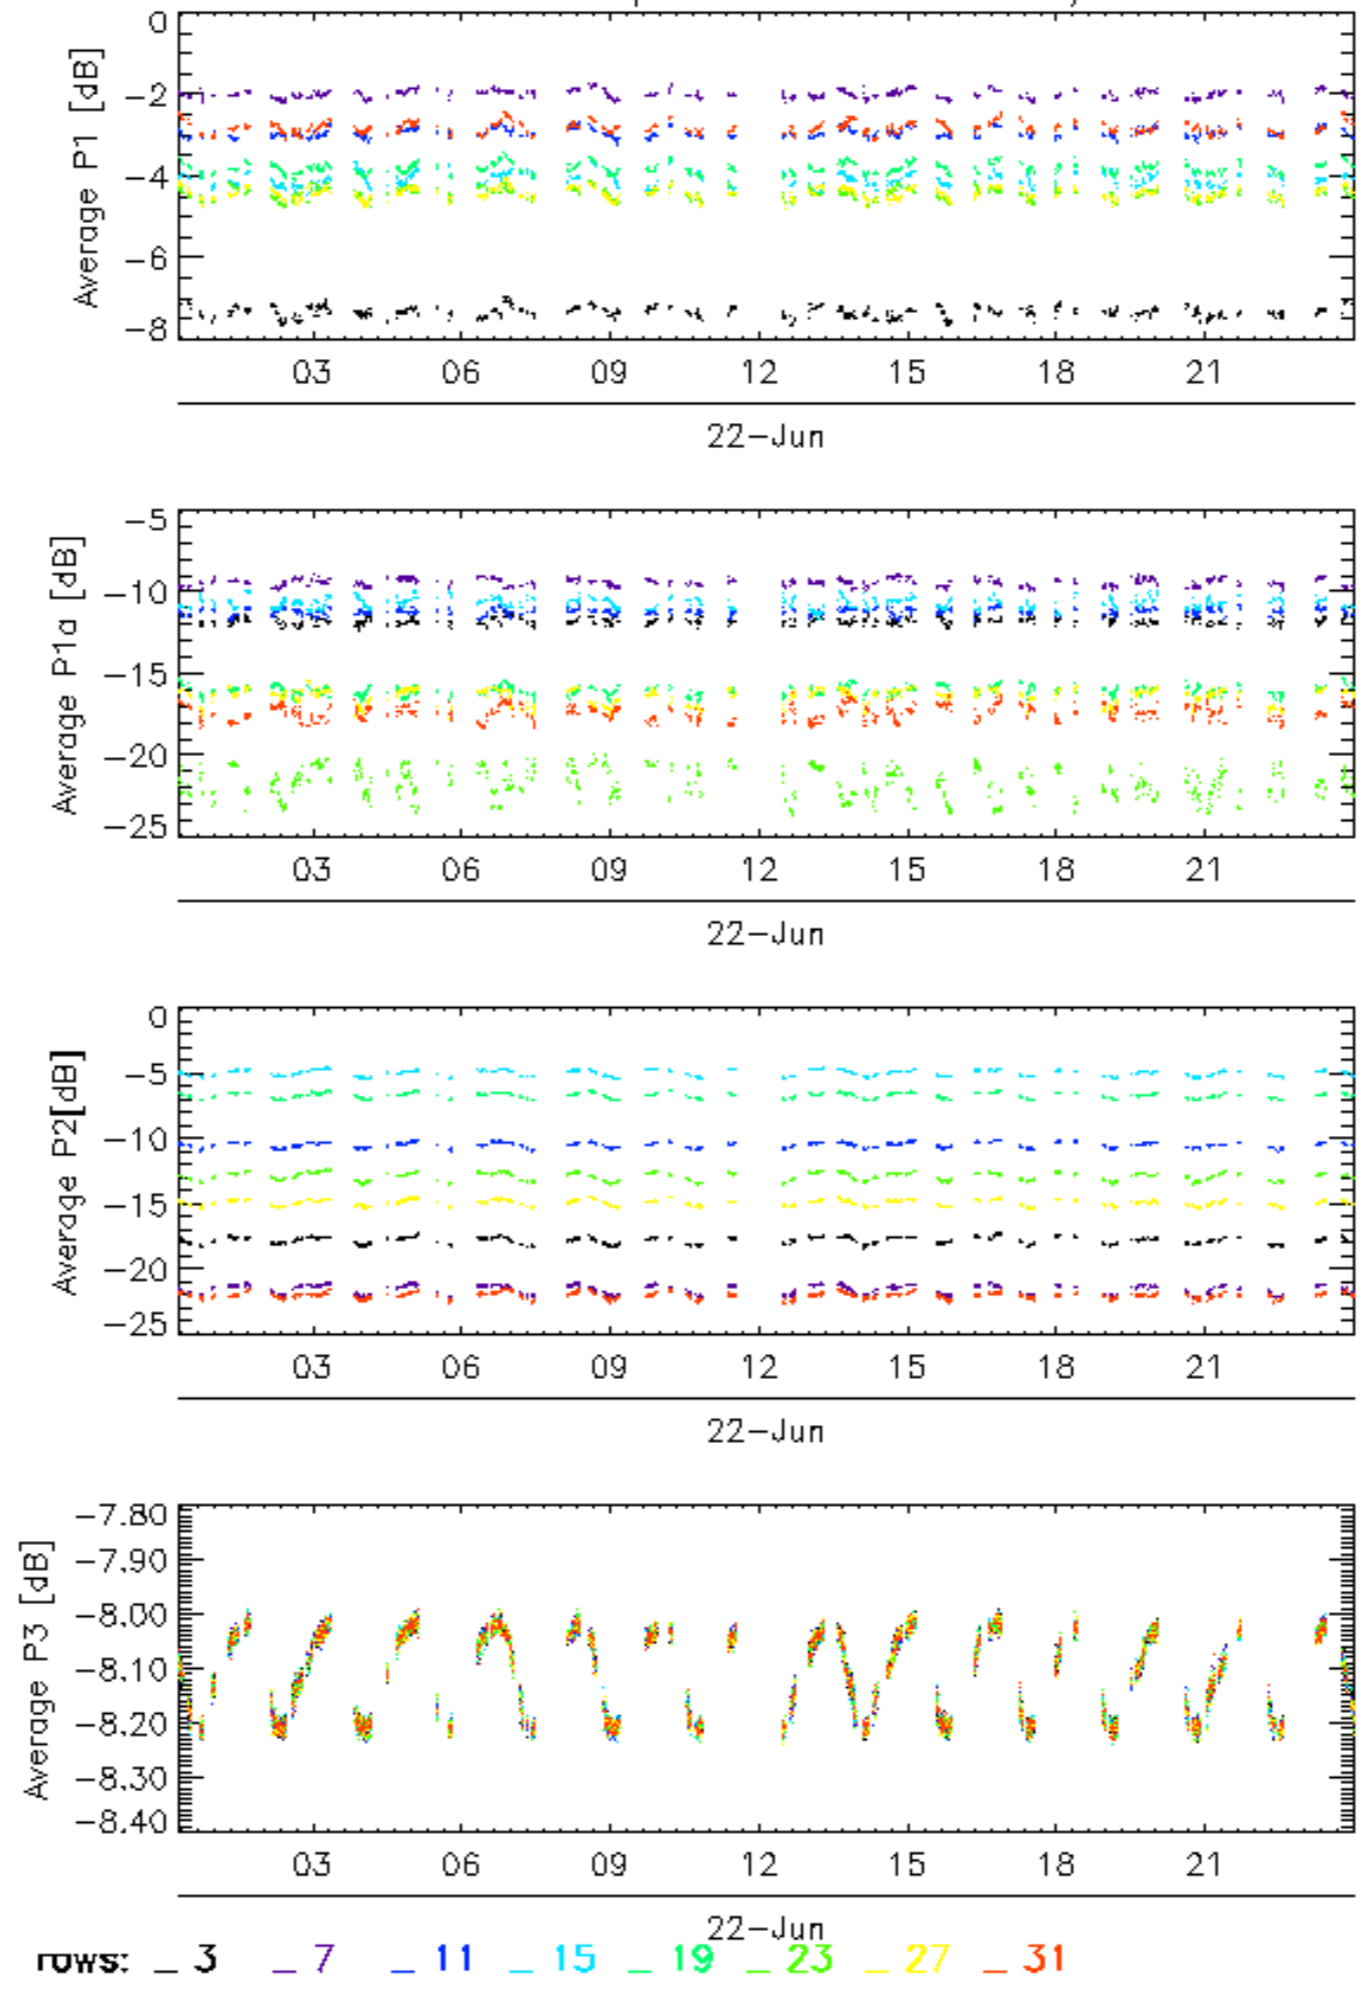 Average P1 [dB]
0
-2
-4
-6
-8
03 06 09 12 15 18 21
22-Jun
Average P1a [dB]
-5
-10
-15
-20
-25
03 06 09 12 15 18 21
22-Jun
Average P2[dB]
0
-5
-10
-15
-20
-25
03 06 09 12 15 18 21
22-Jun
Average P3 [dB]
-7.80
-7.90
-8.00
-8.10
-8.20
-8.30
-8.40
03 06 09 12 15 18 21
22-Jun
rows: _ 3 _ 7 _ 11 _ 15 _ 19 _ 23 _ 27 _ 31